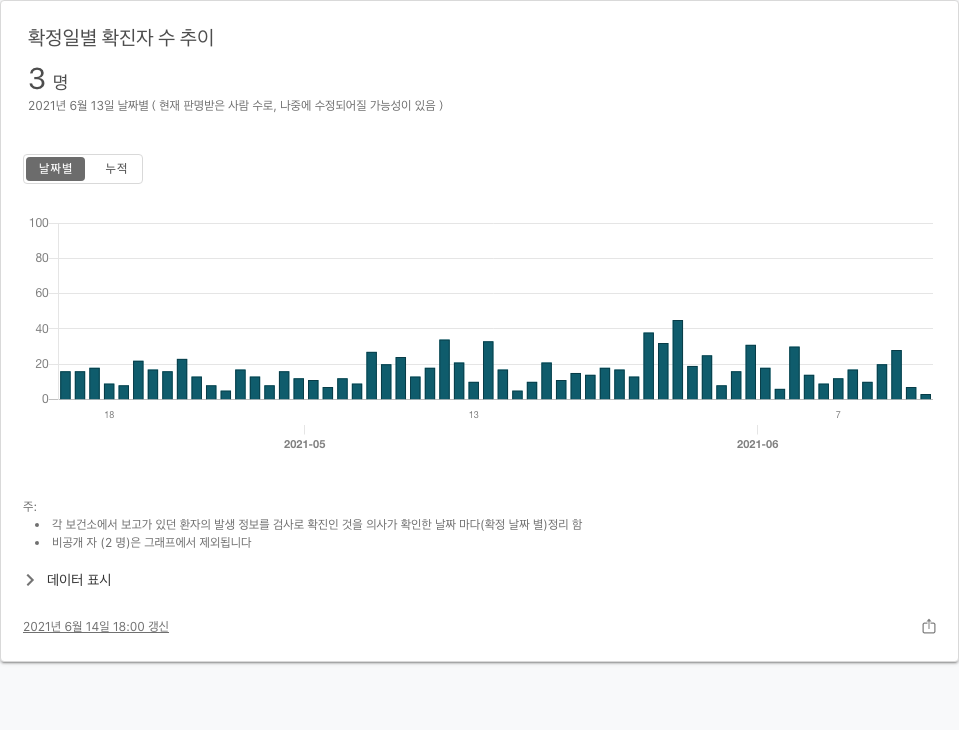 확정일별 확진자 수 추이
3 명
2021년 6월 13일 날짜별 ( 현재 판명받은 사람 수로, 나중에 수정되어질 가능성이 있음 )
날짜별 누적
100
80
60
40
20
0
18 13 7
2021-05 2021-06
주:
각 보건소에서 보고가 있던 환자의 발생 정보를 검사로 확진인 것을 의사가 확인한 날짜 마다(확정 날짜 별)정리 함
비공개 자 (2 명)은 그래프에서 제외됩니다
데이터 표시
2021년 6월 14일 18:00 갱신